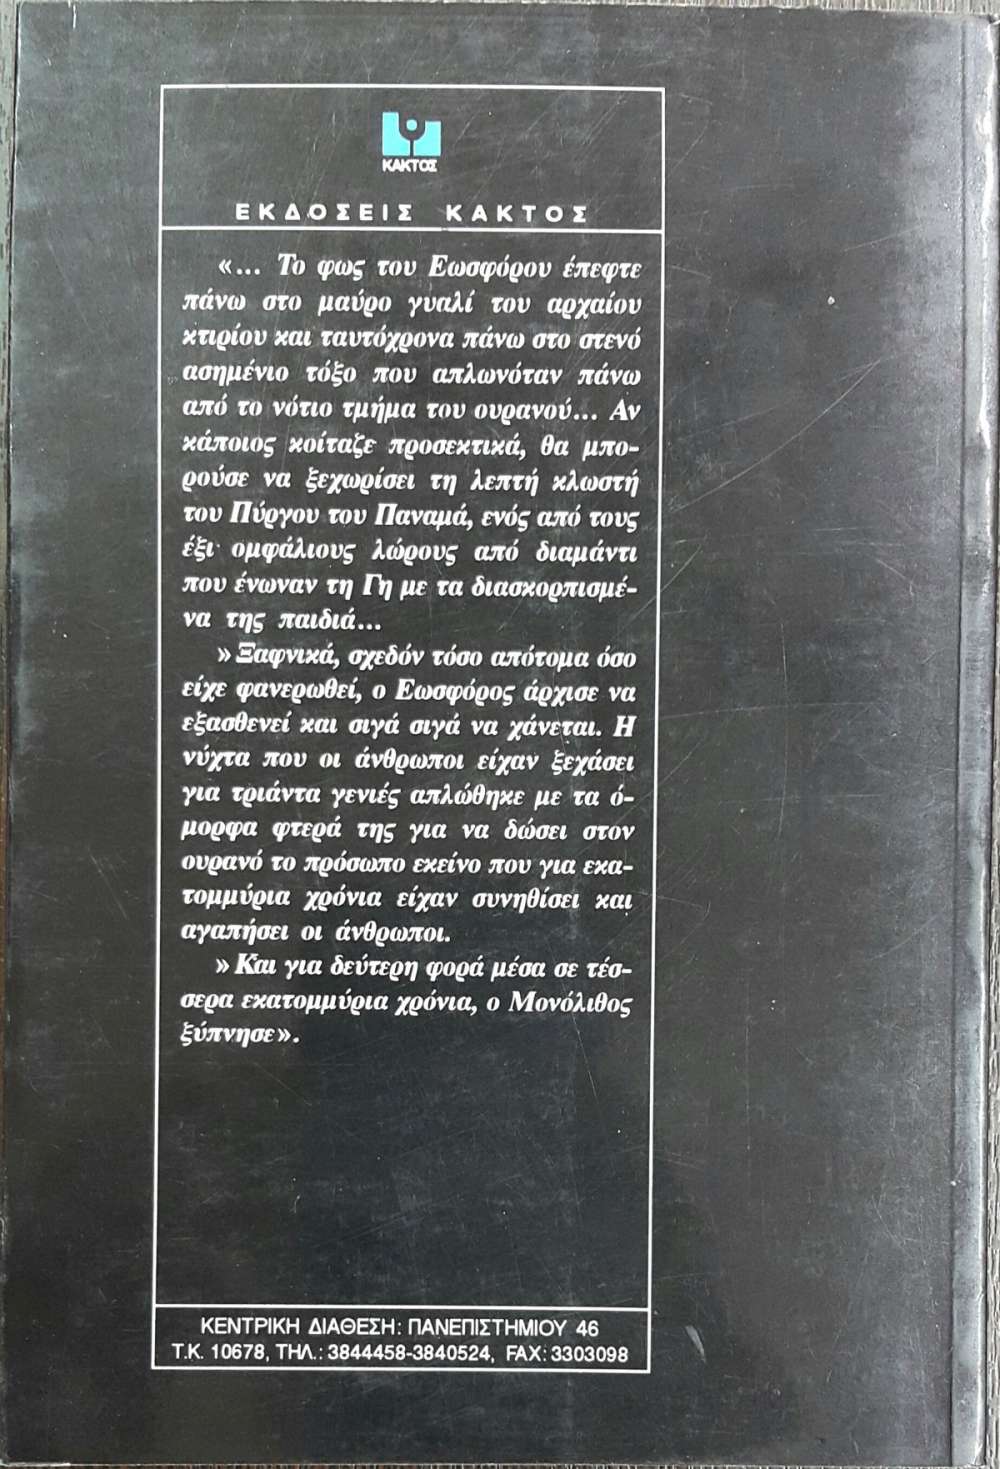 ΚΑΚΤΟΣ
ΕΚΔΟΣΕΙΣ ΚΑΚΤΟΣ
«... Το φως του Εωσφόρου έπεφτε
πάνω στο μαύρο γυαλί του αρχαίου
κτιρίου και ταυτόχρονα πάνω στο στενό
ασημένιο τόξο που απλωνόταν πάνω
από το νότιο τμήμα του ουρανού... Αν
κάποιος κοίταζε προσεκτικά, θα μπο-
ρούσε να ξεχωρίσει τη λεπτή κλωστή
του Πύργου του Παναμά, ενός από τους
έξι ομφάλιους λώρους από διαμάντι
που ένωναν τη Γη με τα διασκορπισμέ-
να της παιδιά...
» Ξαφνικά, σχεδόν τόσο απότομα όσο
είχε φανερωθεί, ο Εωσφόρος άρχισε να
εξασθενεί και σιγά σιγά να χάνεται. Η
νύχτα που οι άνθρωποι είχαν ξεχάσει
για τριάντα γενιές απλώθηκε με τα ό-
μορφα φτερά της για να δώσει στον
ουρανό το πρόσωπο εκείνο που για εκα-
τομμύρια χρόνια είχαν συνηθίσει και
αγαπήσει οι άνθρωποι.
» Και για δεύτερη φορά μέσα σε τέσ-
σερα εκατομμύρια χρόνια, ο Μονόλιθος
ξύπνησε».
ΚΕΝΤΡΙΚΗ ΔΙΑΘΕΣΗ: ΠΑΝΕΠΙΣΤΗΜΙΟΥ 46
Τ.Κ. 10678, ΤΗΛ.: 3844458-3840524, FAX: 3303098